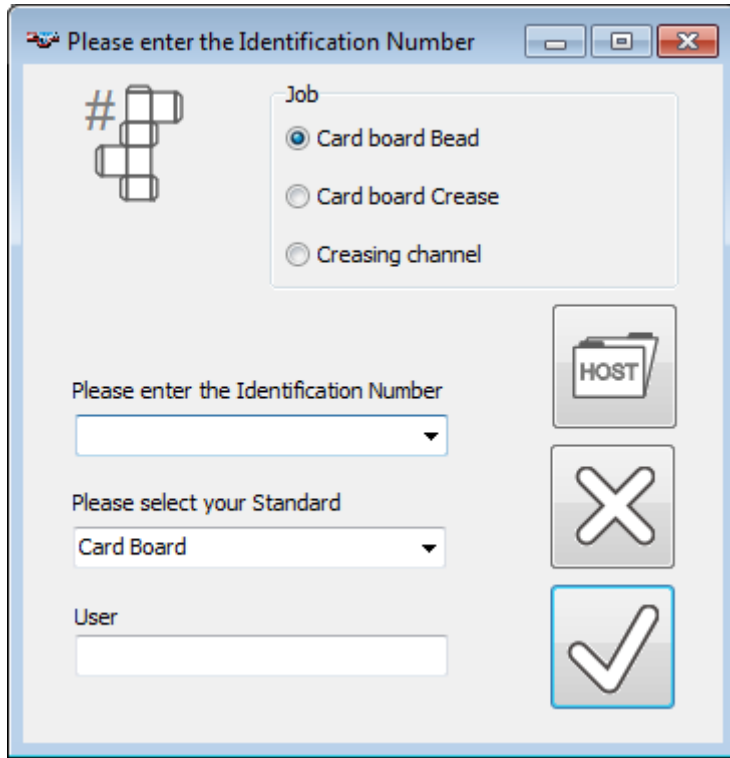 Please enter the Identification Number
#
Job
Card board Bead
Card board Crease
Creasing channel
HOST
Please enter the Identification Number
Please select your Standard
Card Board
User